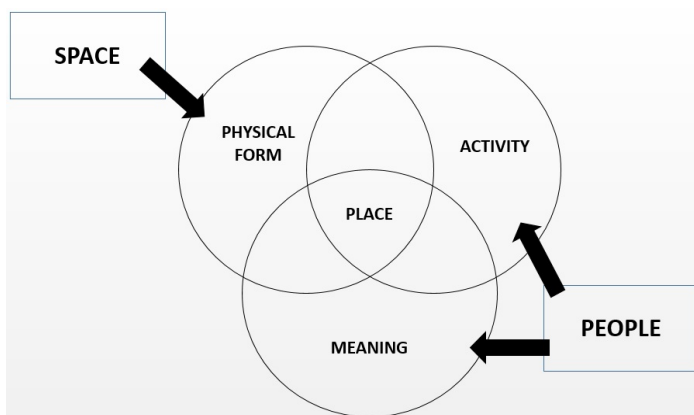 SPACE
PHYSICAL
FORM
ACTIVITY
PLACE
PEOPLE
MEANING